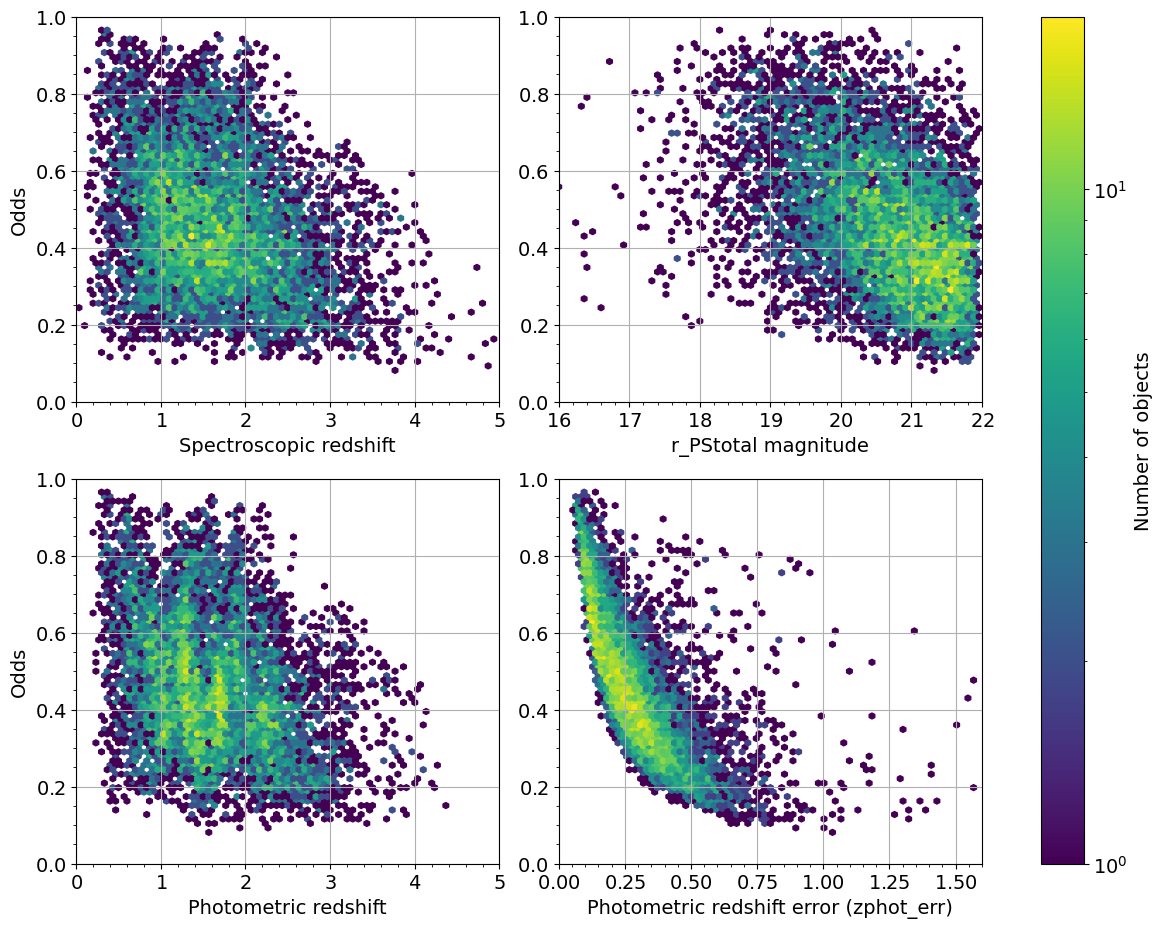 1.0
0.8
0.6
0.4
0.2
0.0
Odds
0 1 2 3 4 5
Spectroscopic redshift
1.0
0.8
0.6
0.4
0.2
0.0
16 17 18 19 20 21 22
r_PStotal magnitude
1.0
0.8
0.6
0.4
0.2
0.0
Odds
0 1 2 3 4 5
Photometric redshift
1.0
0.8
0.6
0.4
0.2
0.0
0.00 0.25 0.50 0.75 1.00 1.25 1.50
Photometric redshift error (zphot_err)
10¹
10⁰
Number of objects